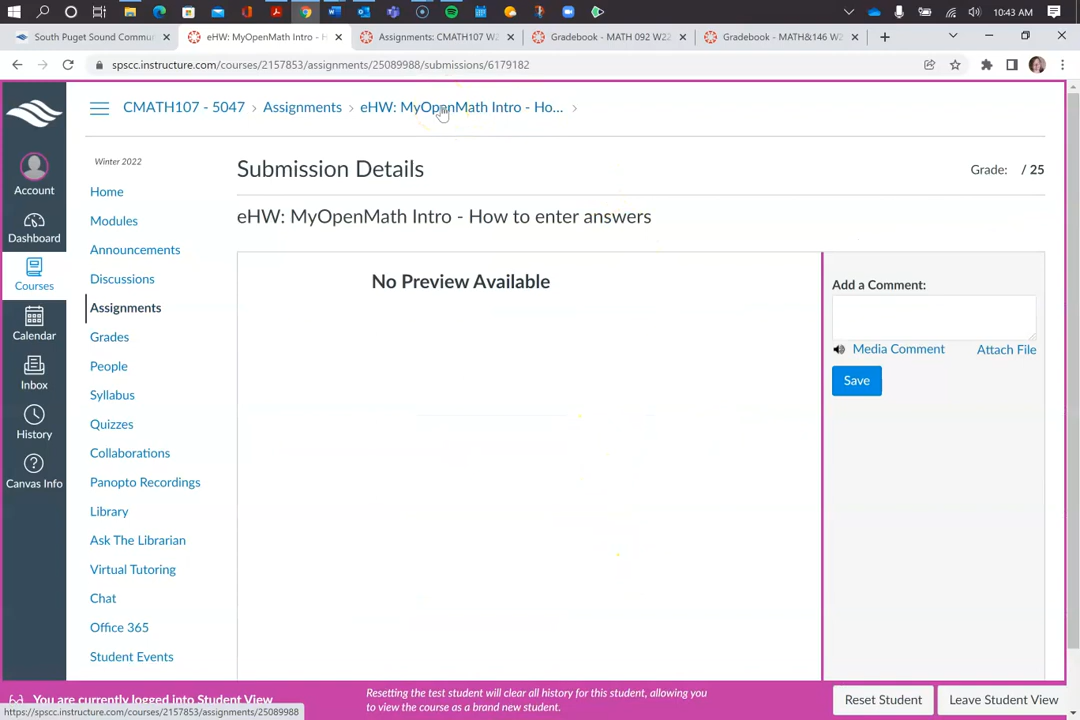 10:43 AM
South Puget Sound Commu
eHW: MyOpenMath Intro - H
Assignments: CMATH107 W2
Gradebook - MATH 092 W22
Gradebook - MATH&146 W2
spscc.instructure.com/courses/2157853/assignments/25089988/submissions/6179182
CMATH107 - 5047 > Assignments > eHW: MyOpenMath Intro - Ho... >
Account
Dashboard
Courses
Calendar
Inbox
History
Canvas Info
Winter 2022
Home
Modules
Announcements
Discussions
Assignments
Grades
People
Syllabus
Quizzes
Collaborations
Panopto Recordings
Library
Ask The Librarian
Virtual Tutoring
Chat
Office 365
Student Events
Submission Details
Grade: / 25
eHW: MyOpenMath Intro - How to enter answers
No Preview Available
Add a Comment:
Media Comment
Attach File
Save
You are currently logged into Student View
Resetting the test student will clear all history for this student, allowing you
to view the course as a brand new student.
Reset Student
Leave Student View
https://spscc.instructure.com/courses/2157853/assignments/25089988